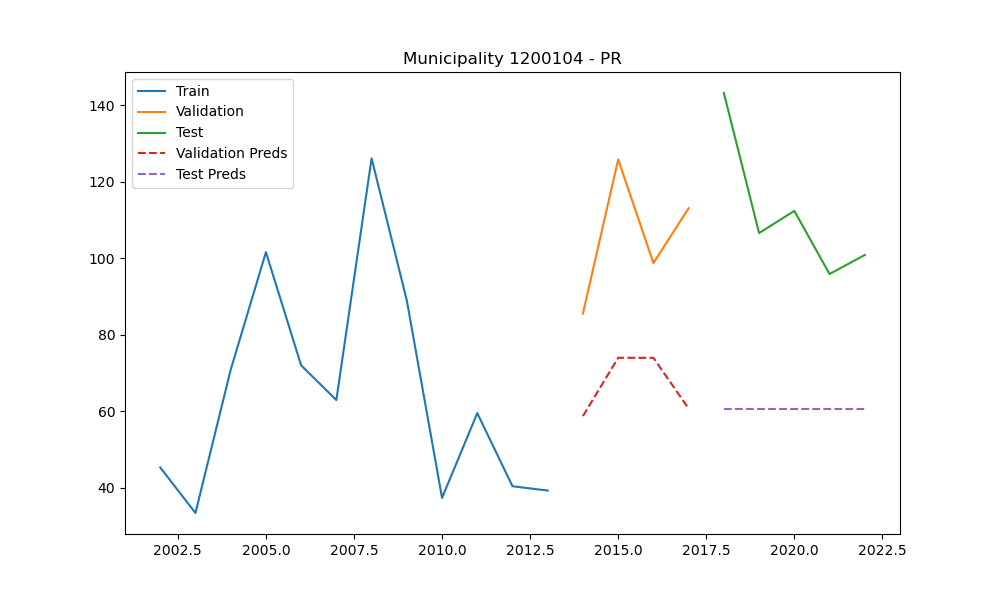 Municipality 1200104 - PR
Train
Validation
Test
Validation Preds
Test Preds
140
120
100
80
60
40
2002.5 2005.0 2007.5 2010.0 2012.5 2015.0 2017.5 2020.0 2022.5